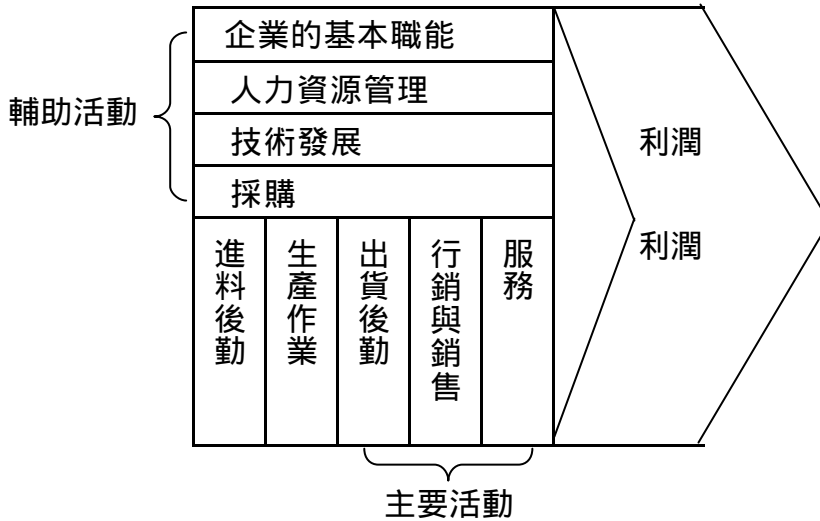 企業的基本職能
人力資源管理
輔助活動
技術發展
利潤
採購
進料後勤
生產作業
出貨後勤
行銷與銷售
服務
利潤
主要活動